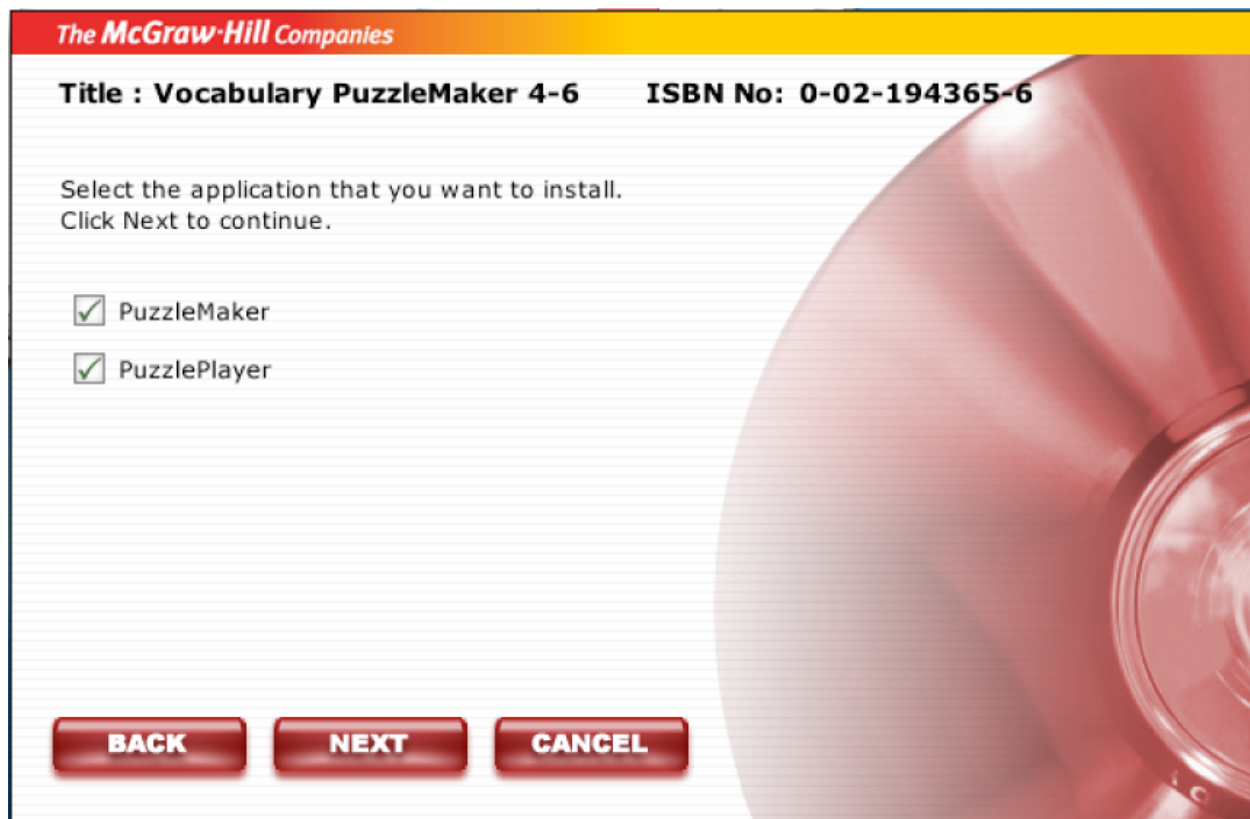 The McGraw·Hill Companies
Title : Vocabulary PuzzleMaker 4-6 ISBN No: 0-02-194365-6
Select the application that you want to install.
Click Next to continue.
PuzzleMaker
PuzzlePlayer
BACK NEXT CANCEL